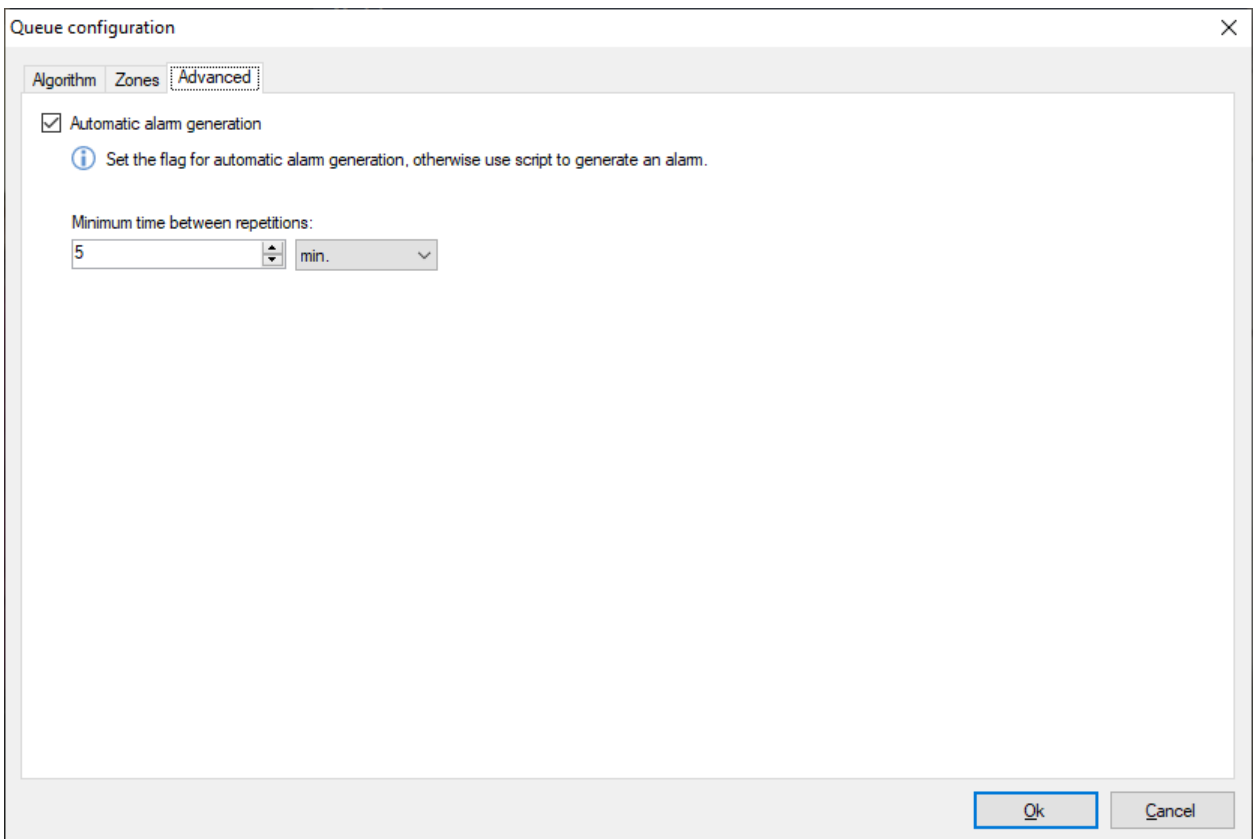 Queue configuration
Algorithm Zones Advanced
Automatic alarm generation
Set the flag for automatic alarm generation, otherwise use script to generate an alarm.
Minimum time between repetitions:
5 min.
Ok Cancel